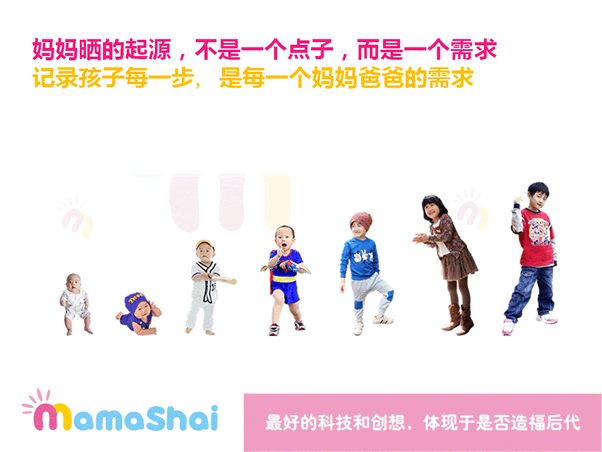 妈妈晒的起源，不是一个点子，而是一个需求
记录孩子每一步，是每一个妈妈爸爸的需求
mamaShai
最好的科技和创想，体现于是否造福后代